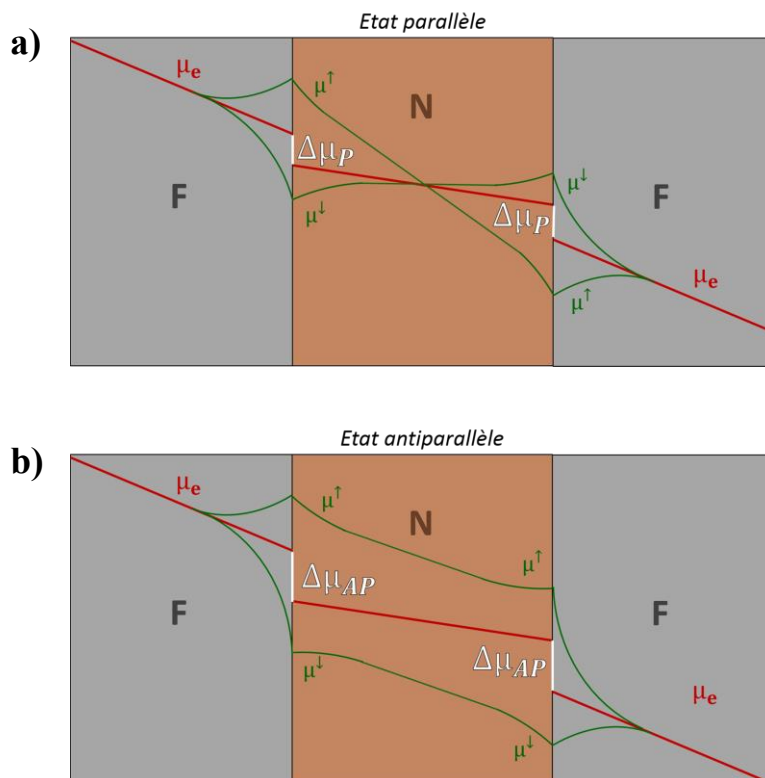 Etat parallèle
a)
μe
μ↑
N
ΔμP
μ↓
F
μ↓
ΔμP
F
μe
μ↑
Etat antiparallèle
b)
μe
μ↑
N
μ↑
ΔμAP
F
ΔμAP
F
μ↓
μe
μ↓